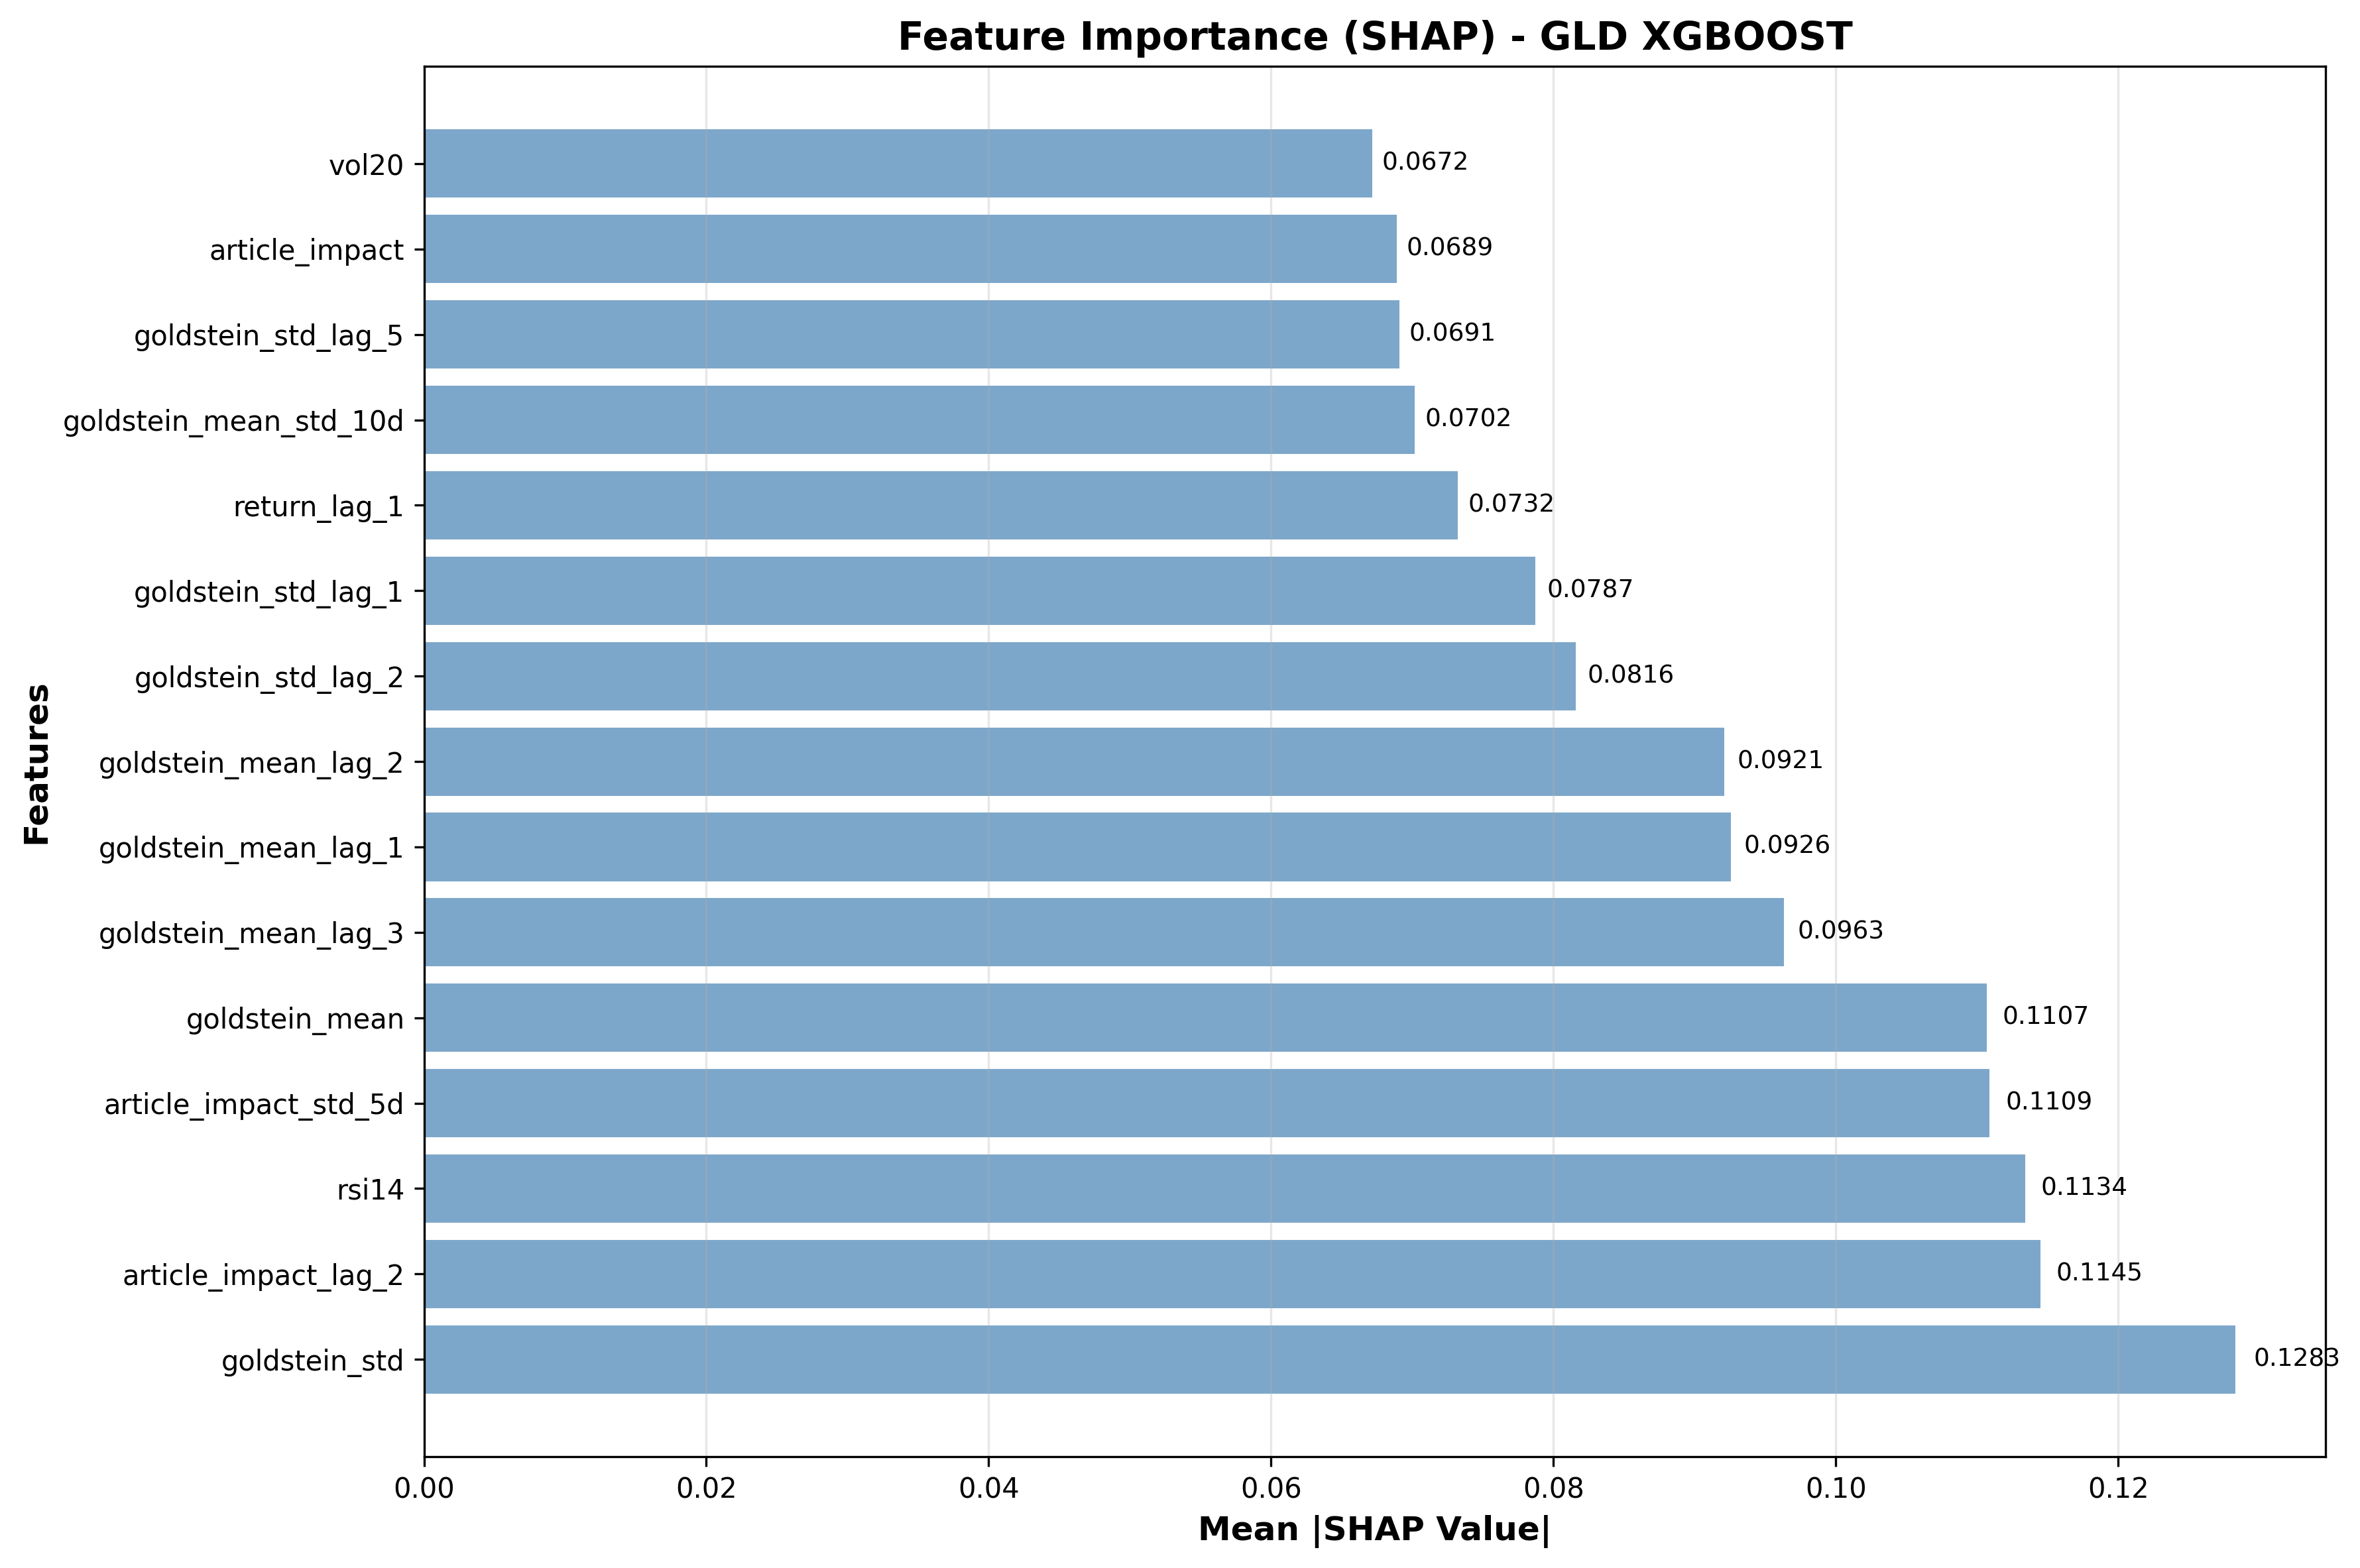 Feature Importance (SHAP) - GLD XGBOOST
Features
vol20 0.0672
article_impact 0.0689
goldstein_std_lag_5 0.0691
goldstein_mean_std_10d 0.0702
return_lag_1 0.0732
goldstein_std_lag_1 0.0787
goldstein_std_lag_2 0.0816
goldstein_mean_lag_2 0.0921
goldstein_mean_lag_1 0.0926
goldstein_mean_lag_3 0.0963
goldstein_mean 0.1107
article_impact_std_5d 0.1109
rsi14 0.1134
article_impact_lag_2 0.1145
goldstein_std 0.1283
0.00 0.02 0.04 0.06 0.08 0.10 0.12
Mean |SHAP Value|